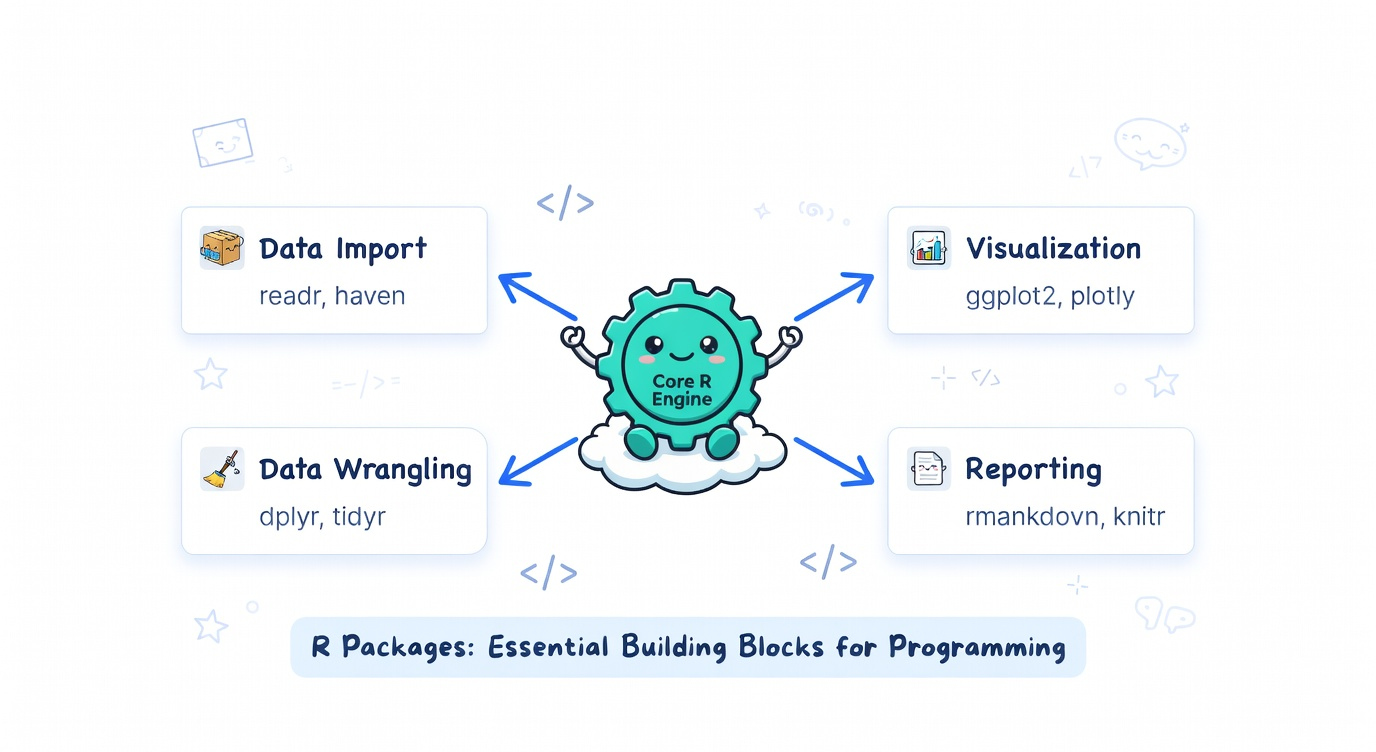 </>
</>
Data Import
readr, haven
Visualization
ggplot2, plotly
Core R
Engine
=-/>=
</>
Data Wrangling
dplyr, tidyr
Reporting
rmankdovn, knitr
</>
</>
R Packages: Essential Building Blocks for Programming